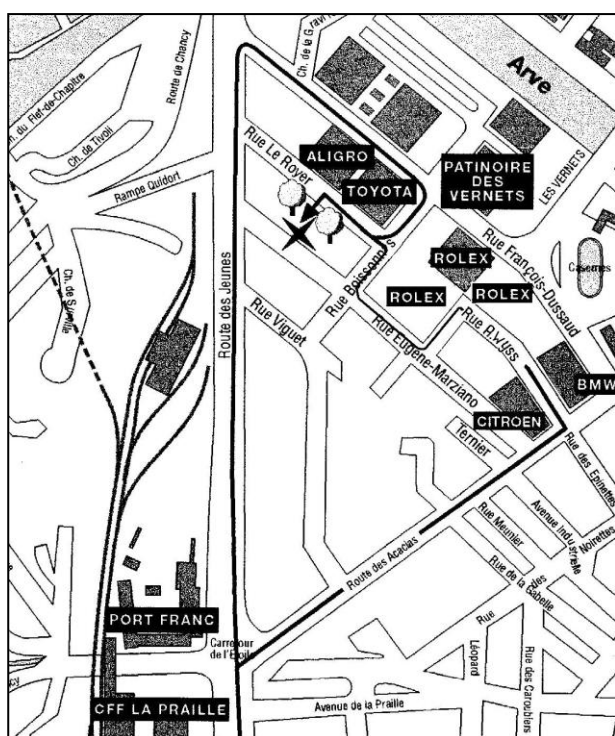 Arve
Ch. de la Gravière
Route de Chancy
Ch. du Fief-de-Chapitre
Ch. de Tivoli
Rampe Quidort
Rue Le Royer
ALIGRO
TOYOTA
PATINOIRE
DES
VERNETS
LES VERNETS
Casernes
Rue François-Dussaud
ROLEX
ROLEX
ROLEX
Rue Boissonnas
Route des Jeunes
Rue Viguet
Rue Eugène-Marziano
Rue D.Wyss
BMW
CITROEN
Ternier
Rue des Epinettes
Avenue Industrielle
Noirettes
des
Rue Meunier
Rue de la Gabelle
Route des Acacias
Rue
PORT FRANC
Carrefour
de l'Etoile
Léopard
Rue des Caroubiers
Avenue de la Praille
CFF LA PRAILLE